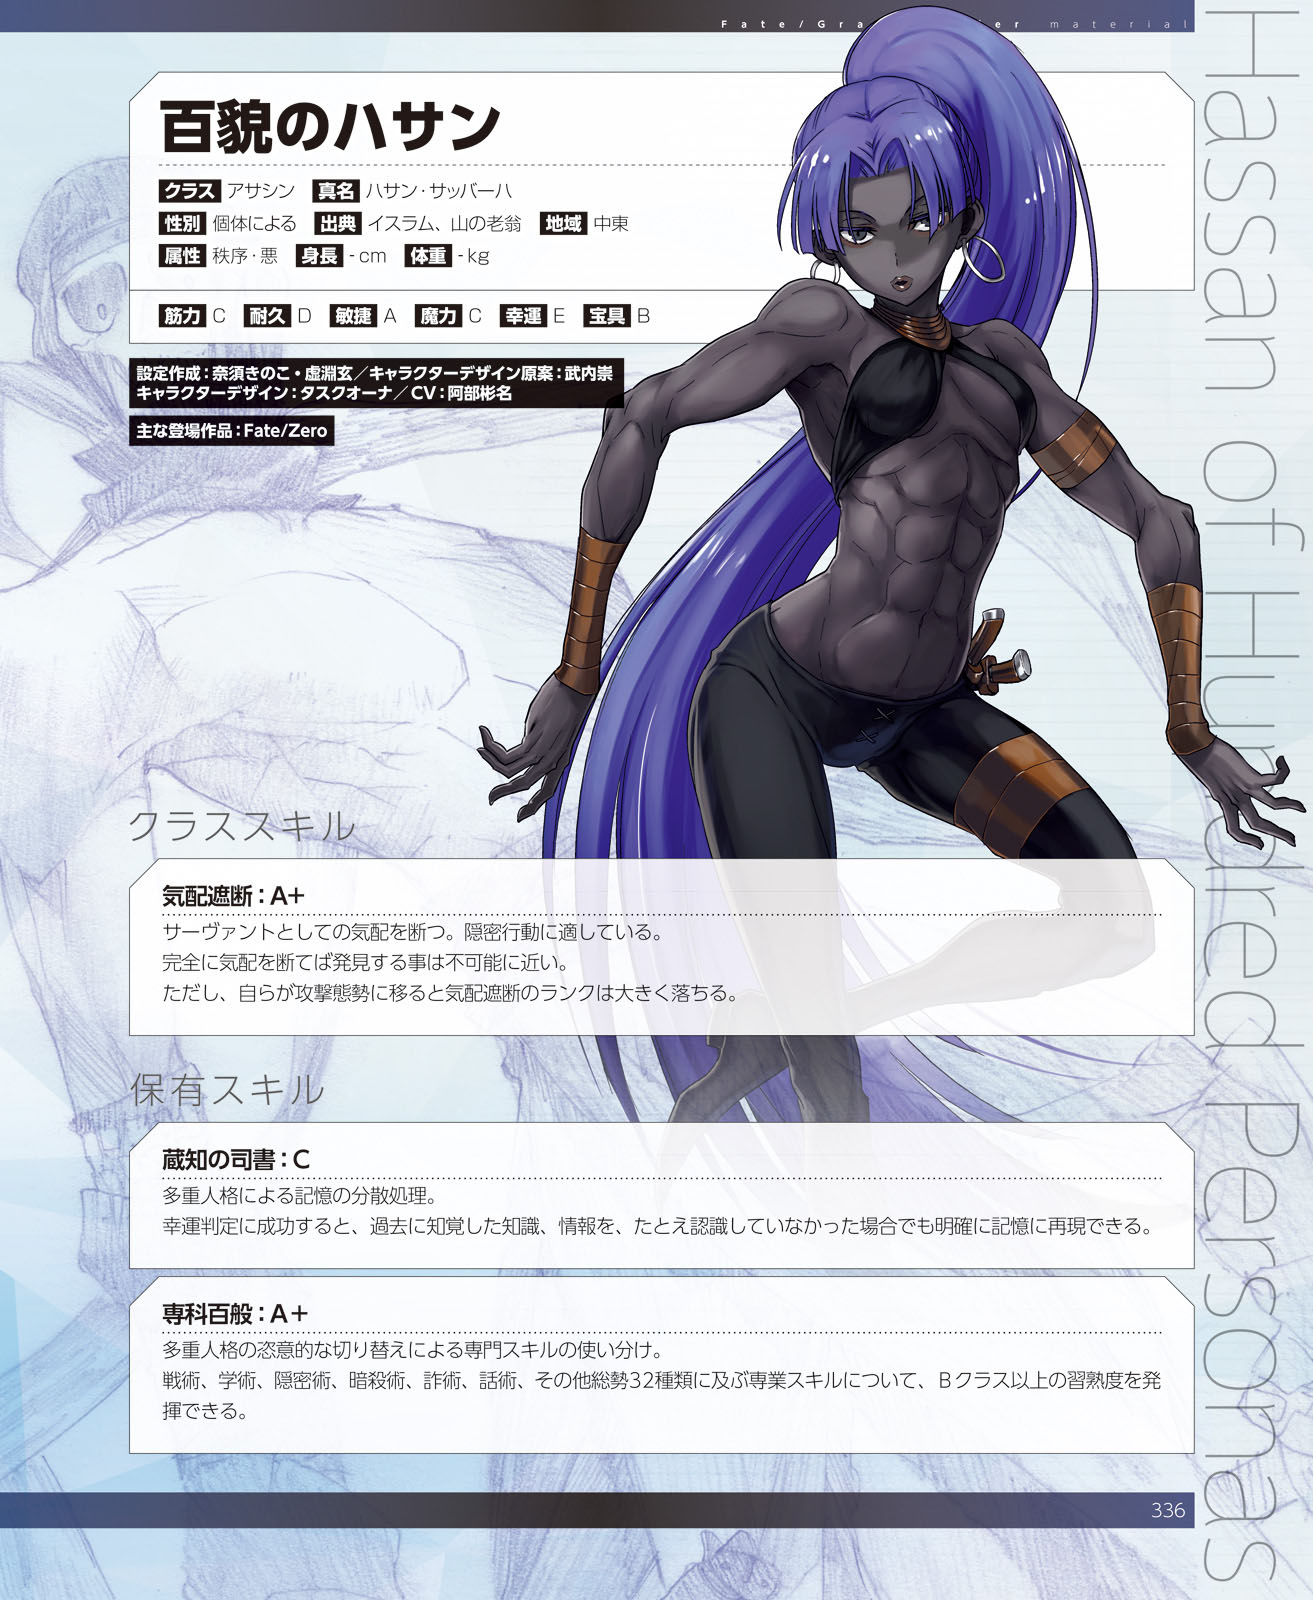 Fate/Gra er material
百貌のハサン
クラス アサシン 真名 ハサン・サッバーハ
性別 個体による 出典 イスラム、山の老翁 地域 中東
属性 秩序・悪 身長 - cm 体重 - kg
筋力 C 耐久 D 敏捷 A 魔力 C 幸運 E 宝具 B
設定作成：奈須きのこ・虚淵玄／キャラクターデザイン原案：武内崇
キャラクターデザイン：タスクオーナ／CV：阿部彬名
主な登場作品：Fate/Zero
クラススキル
気配遮断：A+
サーヴァントとしての気配を断つ。隠密行動に適している。
完全に気配を断てば発見する事は不可能に近い。
ただし、自らが攻撃態勢に移ると気配遮断のランクは大きく落ちる。
保有スキル
蔵知の司書：C
多重人格による記憶の分散処理。
幸運判定に成功すると、過去に知覚した知識、情報を、たとえ認識していなかった場合でも明確に記憶に再現できる。
専科百般：A+
多重人格の恣意的な切り替えによる専門スキルの使い分け。
戦術、学術、隠密術、暗殺術、詐術、話術、その他総勢32種類に及ぶ専業スキルについて、Bクラス以上の習熟度を発
揮できる。
336
Hassan of Hundred Personas